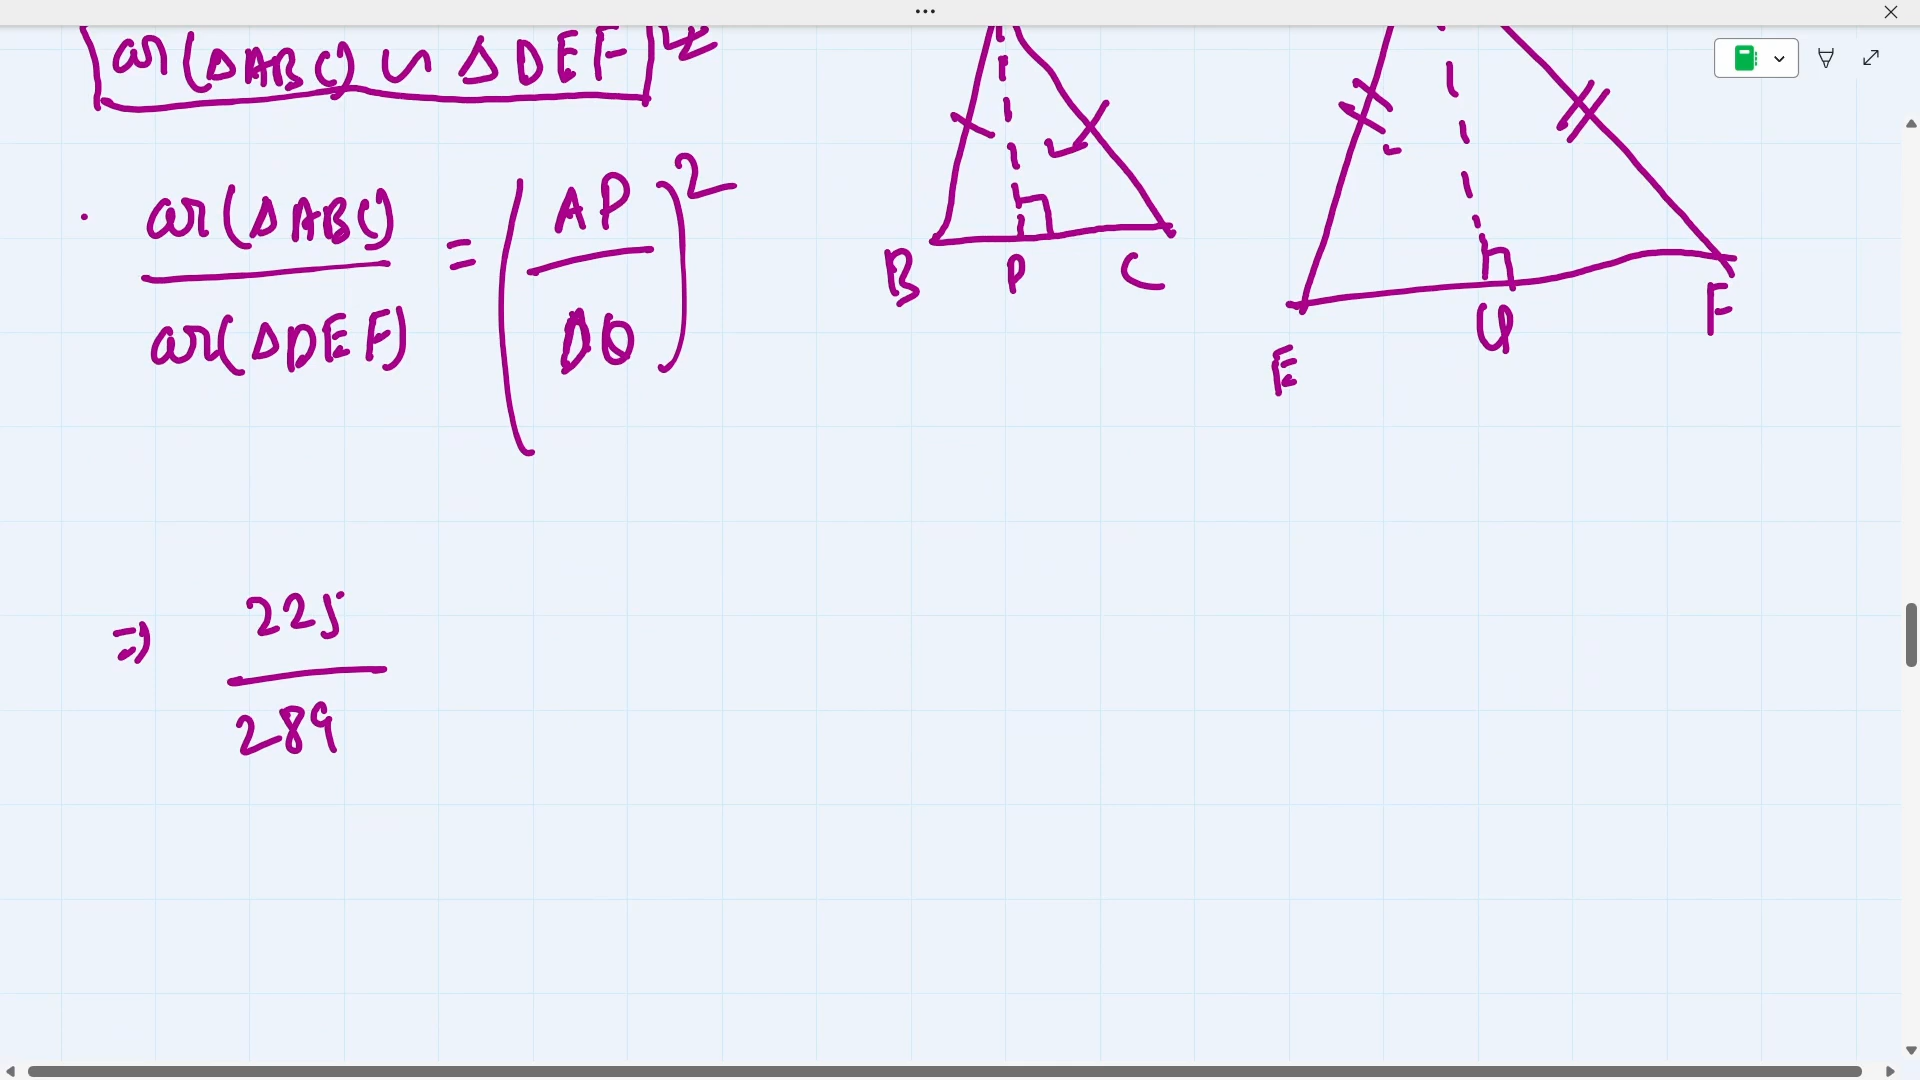 ar(ΔABC) ∽ ΔDEF)
ar(ΔABC) / ar(ΔDEF) = (AP / DQ)²
B P C
E Q F
⇒ 225 / 289